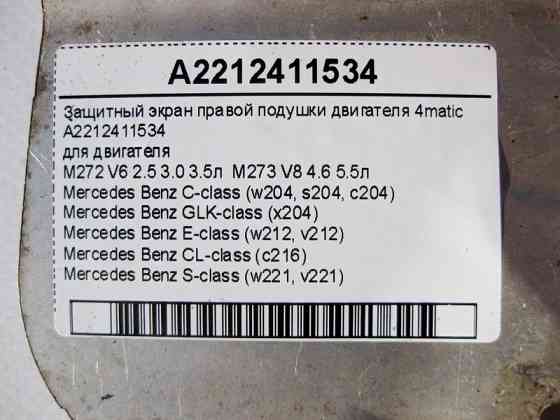 A2212411534
Защитный экран правой подушки двигателя 4matic
A2212411534
для двигателя
M272 V6 2.5 3.0 3.5л M273 V8 4.6 5.5л
Mercedes Benz C-class (w204, s204, c204)
Mercedes Benz GLK-class (x204)
Mercedes Benz E-class (w212, v212)
Mercedes Benz CL-class (c216)
Mercedes Benz S-class (w221, v221)